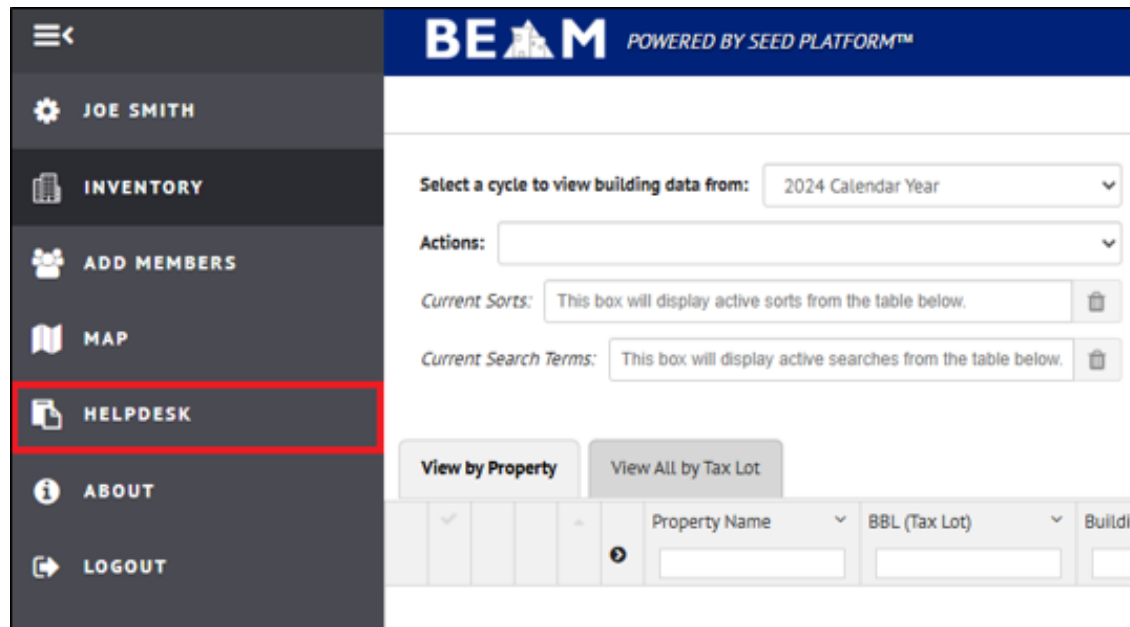 BEAM POWERED BY SEED PLATFORM™
JOE SMITH
INVENTORY
ADD MEMBERS
MAP
HELPDESK
ABOUT
LOGOUT
Select a cycle to view building data from: 2024 Calendar Year
Actions:
Current Sorts: This box will display active sorts from the table below.
Current Search Terms: This box will display active searches from the table below.
View by Property View All by Tax Lot
Property Name BBL (Tax Lot) Buildi